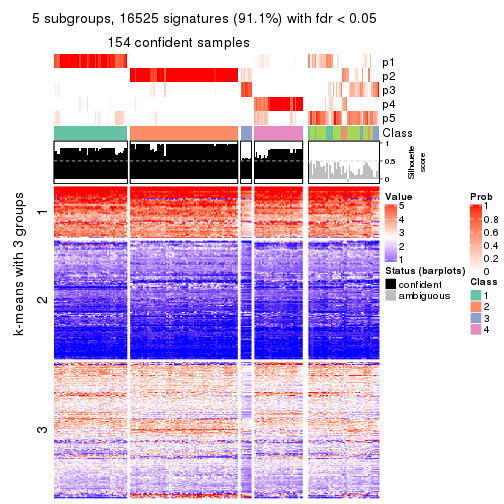 5 subgroups, 16525 signatures (91.1%) with fdr < 0.05
154 confident samples
p1
p2
p3
p4
p5
Class
1
0.5
0
Silhouette
score
k-means with 3 groups
1
2
3
Value
5
4
3
2
1
Status (barplots)
confident
ambiguous
Prob
1
0.8
0.6
0.4
0.2
0
Class
1
2
3
4